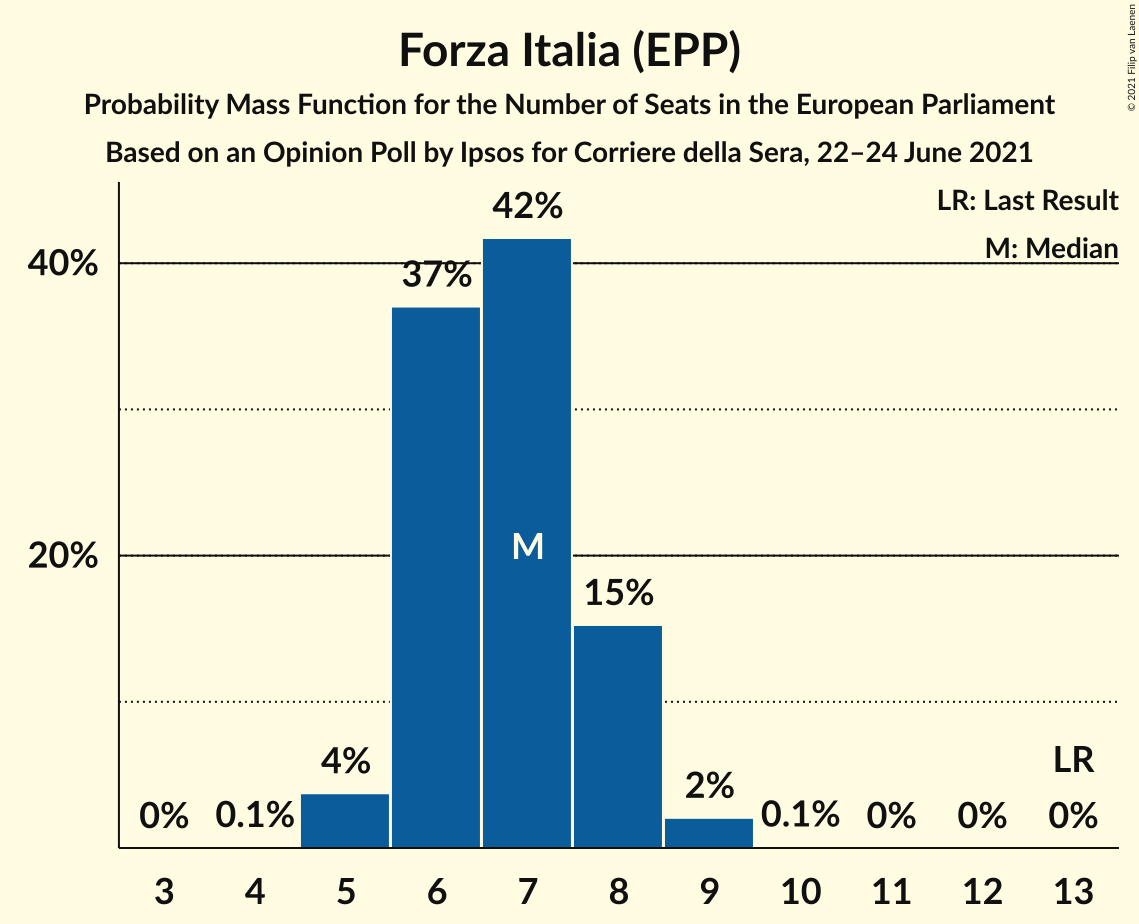 Forza Italia (EPP)
Probability Mass Function for the Number of Seats in the European Parliament
Based on an Opinion Poll by Ipsos for Corriere della Sera, 22–24 June 2021
© 2021 Filip van Laenen
LR: Last Result
M: Median
40%
20%
0%
0.1%
4%
37%
42%
M
15%
2%
0.1%
0%
0%
LR
0%
3 4 5 6 7 8 9 10 11 12 13